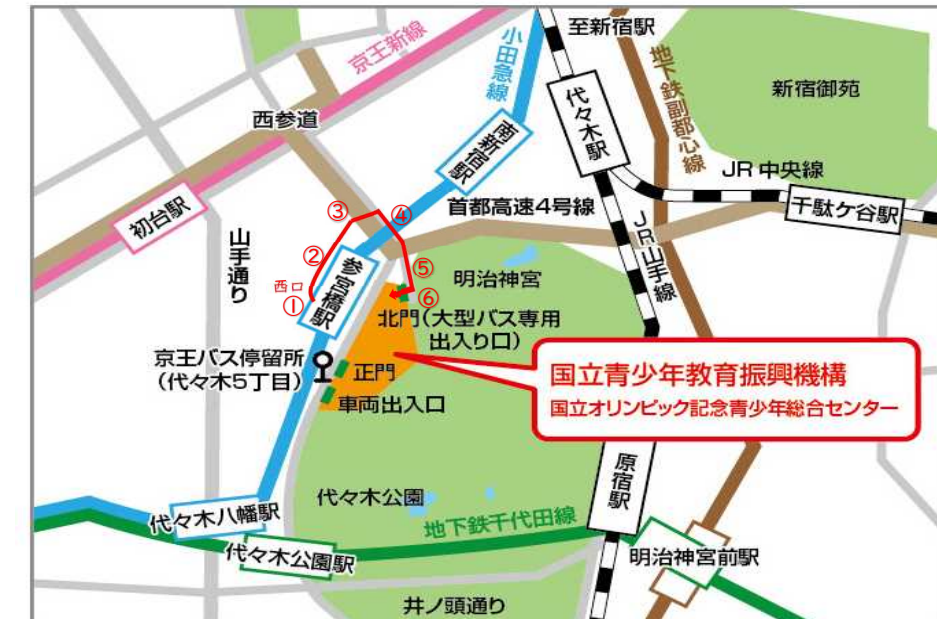 至新宿駅
京王新線
小田急線
地下鉄副都心線
新宿御苑
代々木駅
西参道
南新宿駅
JR中央線
千駄ケ谷駅
初台駅
③
④
首都高速4号線
JR山手線
山手通り
②
参宮橋駅
⑤
明治神宮
西口
①
⑥
北門(大型バス専用
出入り口)
京王バス停留所
(代々木5丁目)
正門
車両出入口
国立青少年教育振興機構
国立オリンピック記念青少年総合センター
原宿駅
代々木公園
代々木八幡駅
地下鉄千代田線
代々木公園駅
明治神宮前駅
井ノ頭通り